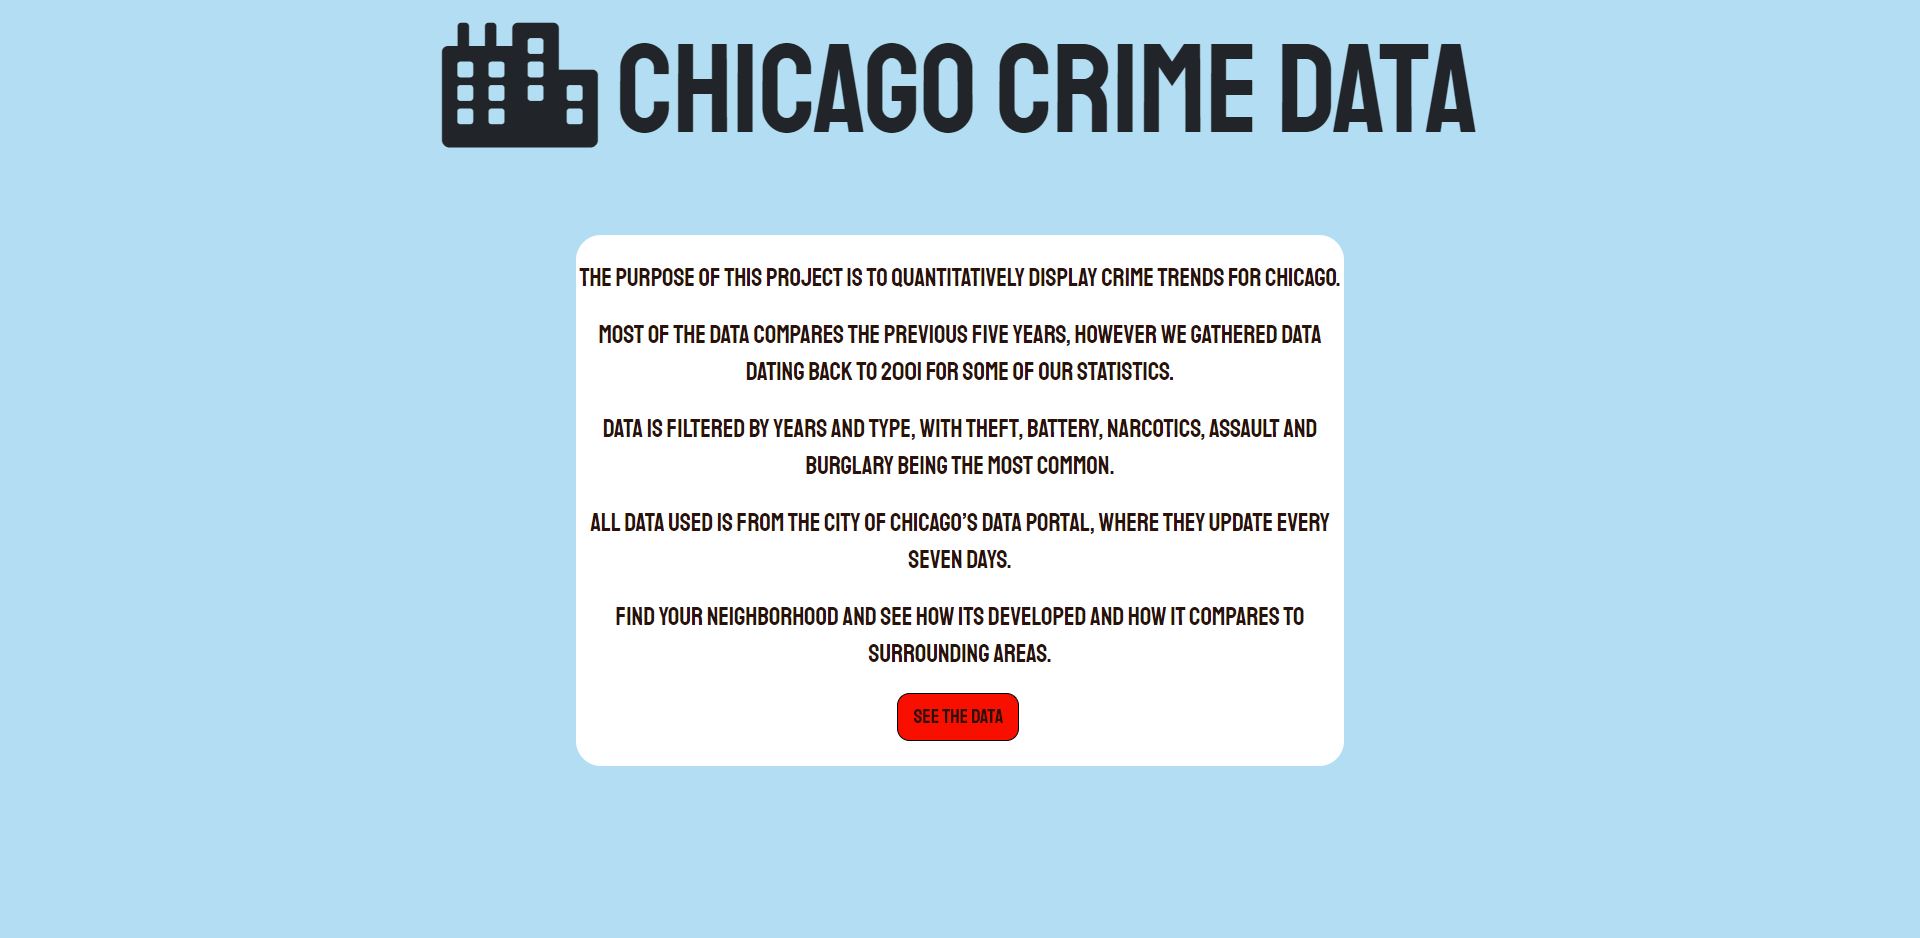 CHICAGO CRIME DATA
THE PURPOSE OF THIS PROJECT IS TO QUANTITATIVELY DISPLAY CRIME TRENDS FOR CHICAGO.
MOST OF THE DATA COMPARES THE PREVIOUS FIVE YEARS, HOWEVER WE GATHERED DATA
DATING BACK TO 2001 FOR SOME OF OUR STATISTICS.
DATA IS FILTERED BY YEARS AND TYPE, WITH THEFT, BATTERY, NARCOTICS, ASSAULT AND
BURGLARY BEING THE MOST COMMON.
ALL DATA USED IS FROM THE CITY OF CHICAGO’S DATA PORTAL, WHERE THEY UPDATE EVERY
SEVEN DAYS.
FIND YOUR NEIGHBORHOOD AND SEE HOW ITS DEVELOPED AND HOW IT COMPARES TO
SURROUNDING AREAS.
SEE THE DATA